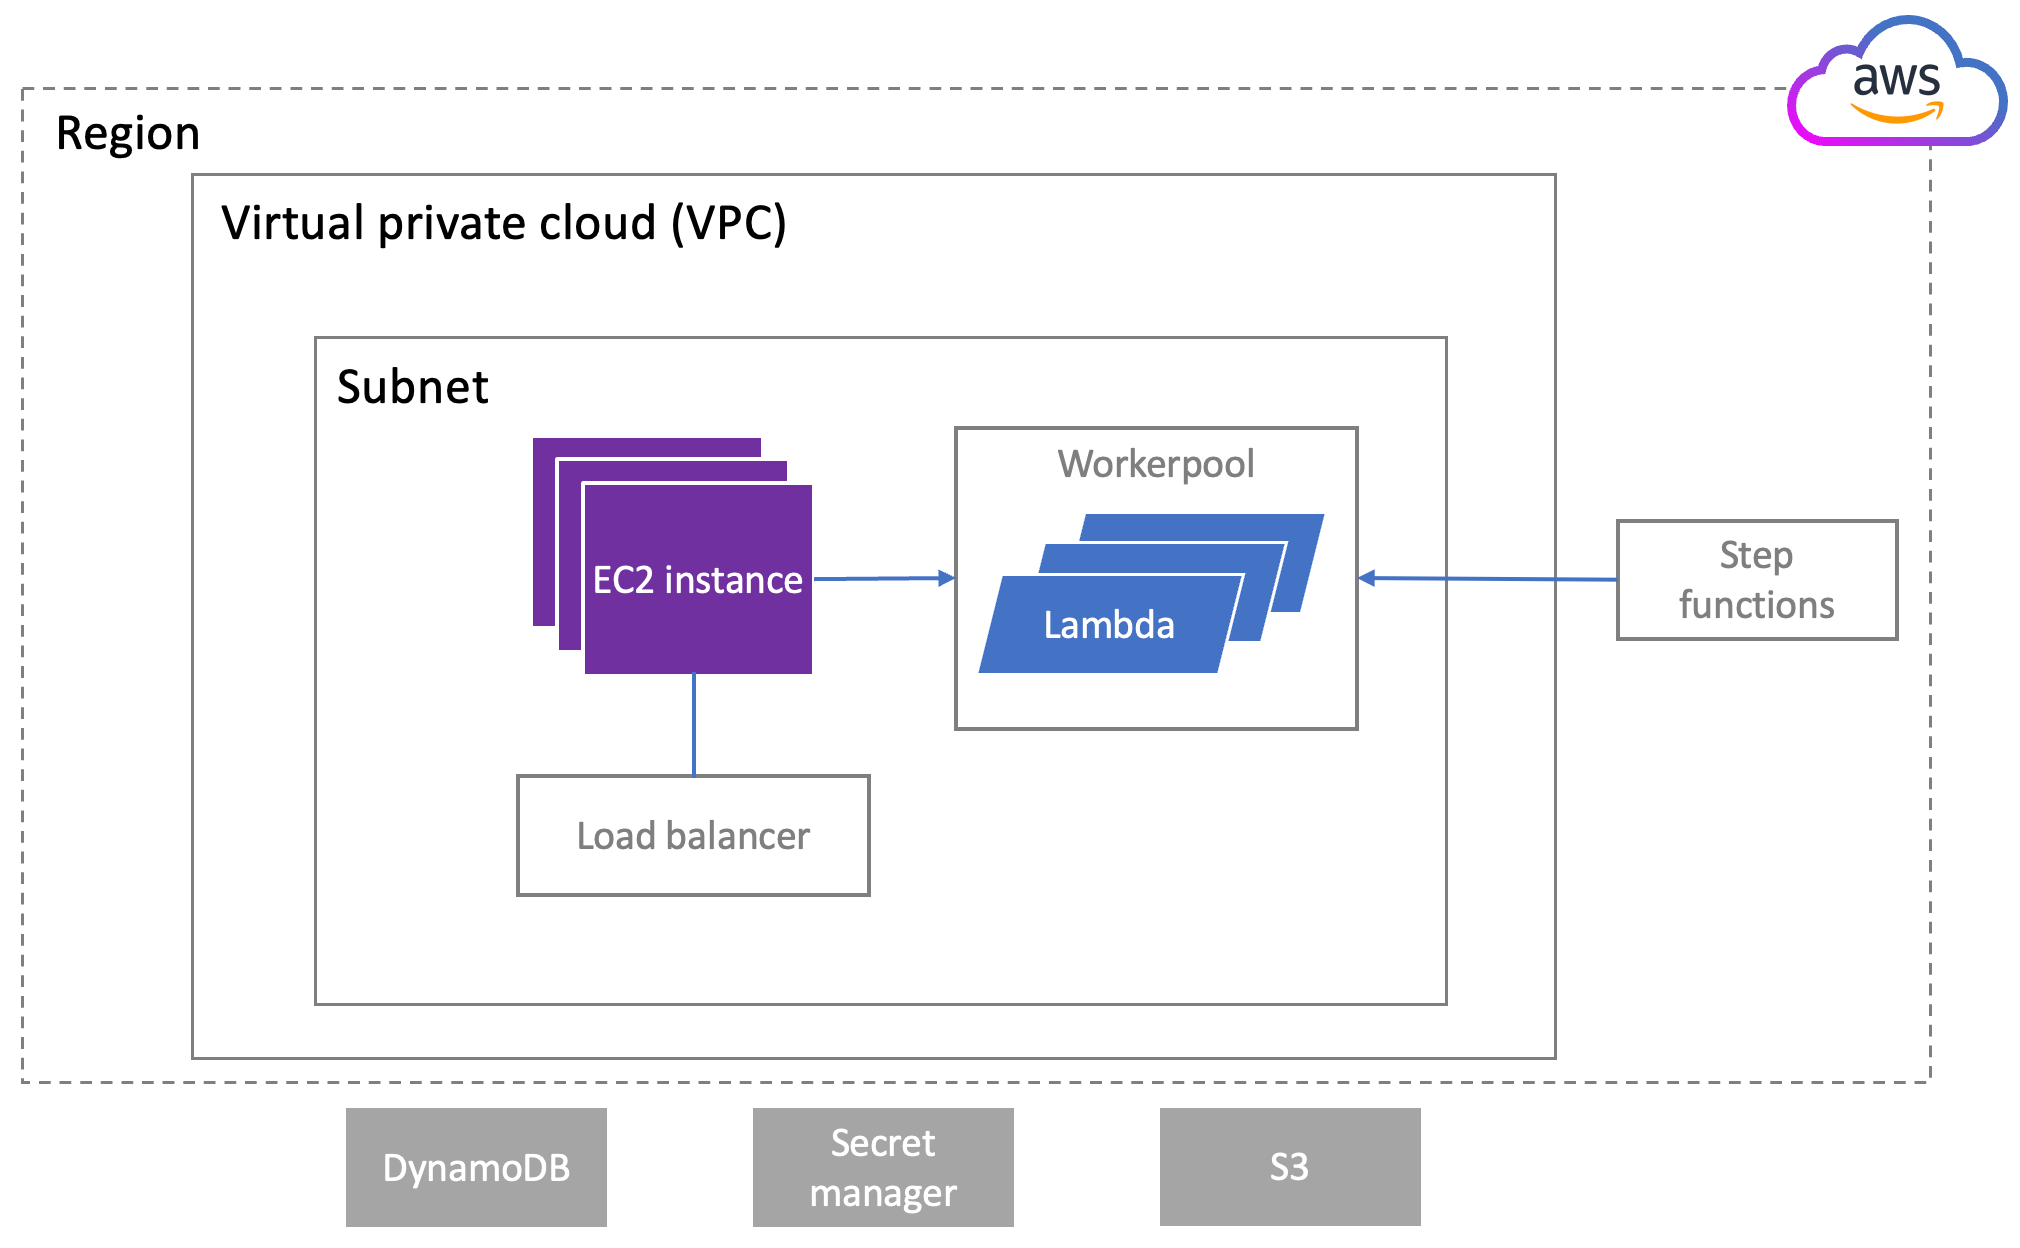 aws
Region
Virtual private cloud (VPC)
Subnet
Workerpool
EC2 instance
Lambda
Step
functions
Load balancer
DynamoDB
Secret
manager
S3